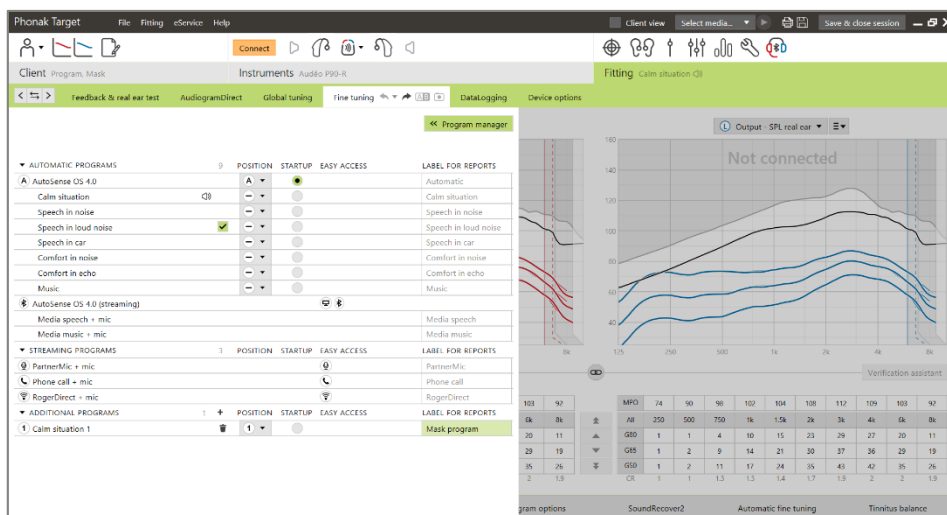 Phonak Target File Fitting eService Help Client view Select media... Save & close session
Connect
Client Program, Mask Instruments Audéo P90-R Fitting Calm situation
Feedback & real ear test AudiogramDirect Global tuning Fine tuning AB DataLogging Device options
« Program manager
L Output - SPL real ear
Not connected
AUTOMATIC PROGRAMS 9 POSITION STARTUP EASY ACCESS LABEL FOR REPORTS
A AutoSense OS 4.0 A Automatic
Calm situation Calm situation
Speech in noise Speech in noise
Speech in loud noise Speech in loud noise
Speech in car Speech in car
Comfort in noise Comfort in noise
Comfort in echo Comfort in echo
Music Music
AutoSense OS 4.0 (streaming)
Media speech + mic Media speech
Media music + mic Media music
STREAMING PROGRAMS 3 POSITION STARTUP EASY ACCESS LABEL FOR REPORTS
PartnerMic + mic PartnerMic
Phone call + mic Phone call
RogerDirect + mic RogerDirect
ADDITIONAL PROGRAMS 1 + POSITION STARTUP EASY ACCESS LABEL FOR REPORTS
1 Calm situation 1 1 Mask program
160
140
120
100
80
60
40
8k 125 250 500 1k 2k 4k 8k
Verification assistant
103 92 MPO 74 90 98 102 104 108 112 109 103 92
6k 8k All 250 500 750 1k 1.5k 2k 3k 4k 6k 8k
20 11 G80 1 1 4 10 15 23 29 27 20 11
29 19 G65 1 2 9 14 21 30 37 36 29 19
35 26 G50 1 2 11 17 24 35 43 42 35 26
2 1.9 CR 1 1 1.3 1.3 1.4 1.7 1.9 2 2 1.9
gram options SoundRecover2 Automatic fine tuning Tinnitus balance